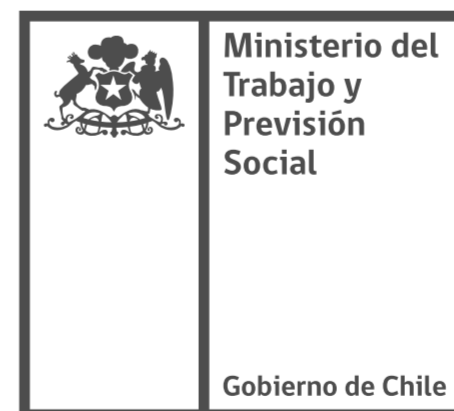 Ministerio del
Trabajo y
Previsión
Social
Gobierno de Chile